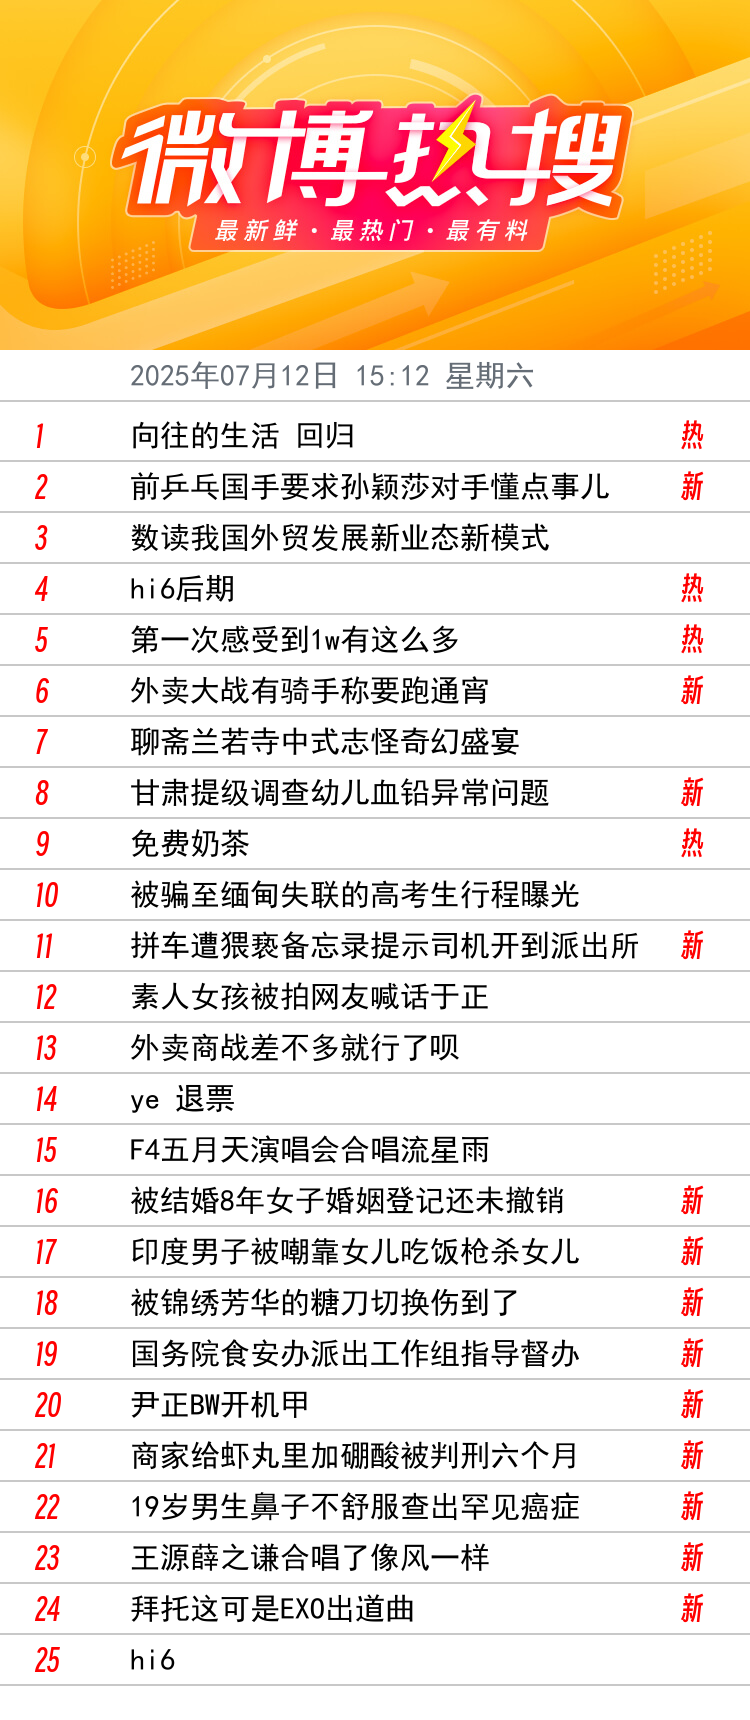 微博热搜
最新鲜·最热门·最有料
2025年07月12日 15:12 星期六
1 向往的生活 回归 热
2 前乒乓国手要求孙颖莎对手懂点事儿 新
3 数读我国外贸发展新业态新模式
4 hi6后期 热
5 第一次感受到1w有这么多 热
6 外卖大战有骑手称要跑通宵 新
7 聊斋兰若寺中式志怪奇幻盛宴
8 甘肃提级调查幼儿血铅异常问题 新
9 免费奶茶 热
10 被骗至缅甸失联的高考生行程曝光
11 拼车遭猥亵备忘录提示司机开到派出所 新
12 素人女孩被拍网友喊话于正
13 外卖商战差不多就行了呗
14 ye 退票
15 F4五月天演唱会合唱流星雨
16 被结婚8年女子婚姻登记还未撤销 新
17 印度男子被嘲靠女儿吃饭枪杀女儿 新
18 被锦绣芳华的糖刀切换伤到了 新
19 国务院食安办派出工作组指导督办 新
20 尹正BW开机甲 新
21 商家给虾丸里加硼酸被判刑六个月 新
22 19岁男生鼻子不舒服查出罕见癌症 新
23 王源薛之谦合唱了像风一样 新
24 拜托这可是EXO出道曲 新
25 hi6